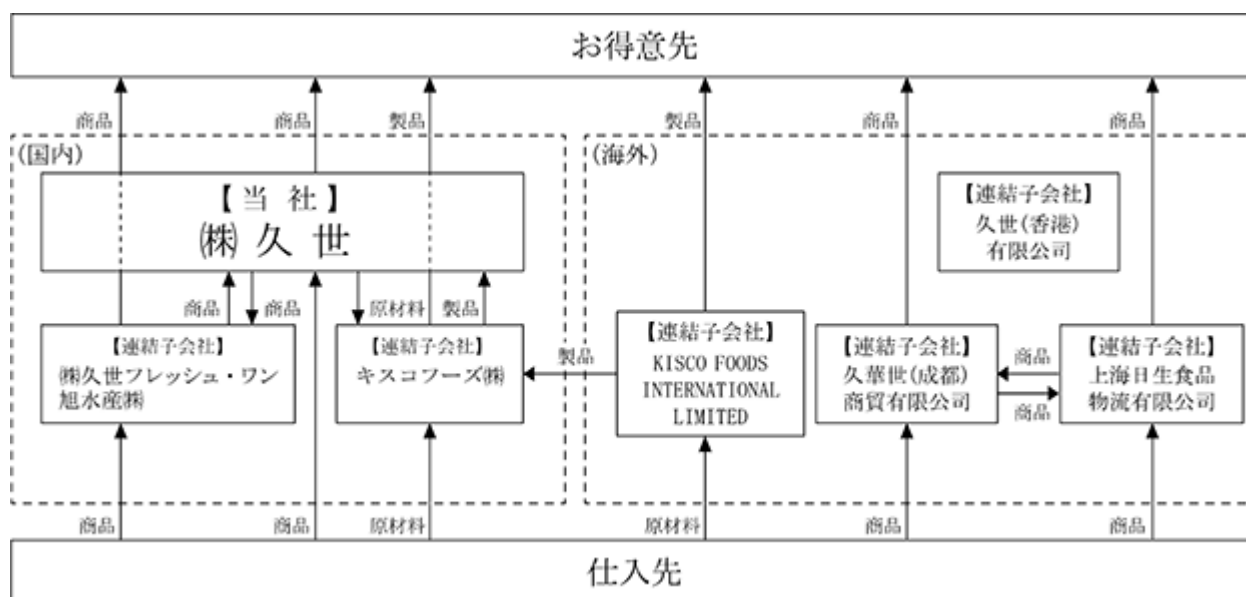 お得意先
商品
商品
製品
製品
商品
商品
(国内)
(海外)
【当 社】
㈱ 久 世
【連結子会社】
久世(香港)
有限公司
商品
商品
原材料
製品
【連結子会社】
㈱久世フレッシュ・ワン
旭水産㈱
【連結子会社】
キスコフーズ㈱
製品
【連結子会社】
KISCO FOODS
INTERNATIONAL
LIMITED
【連結子会社】
久華世(成都)
商貿有限公司
商品
商品
【連結子会社】
上海日生食品
物流有限公司
商品
商品
原材料
原材料
商品
商品
仕入先